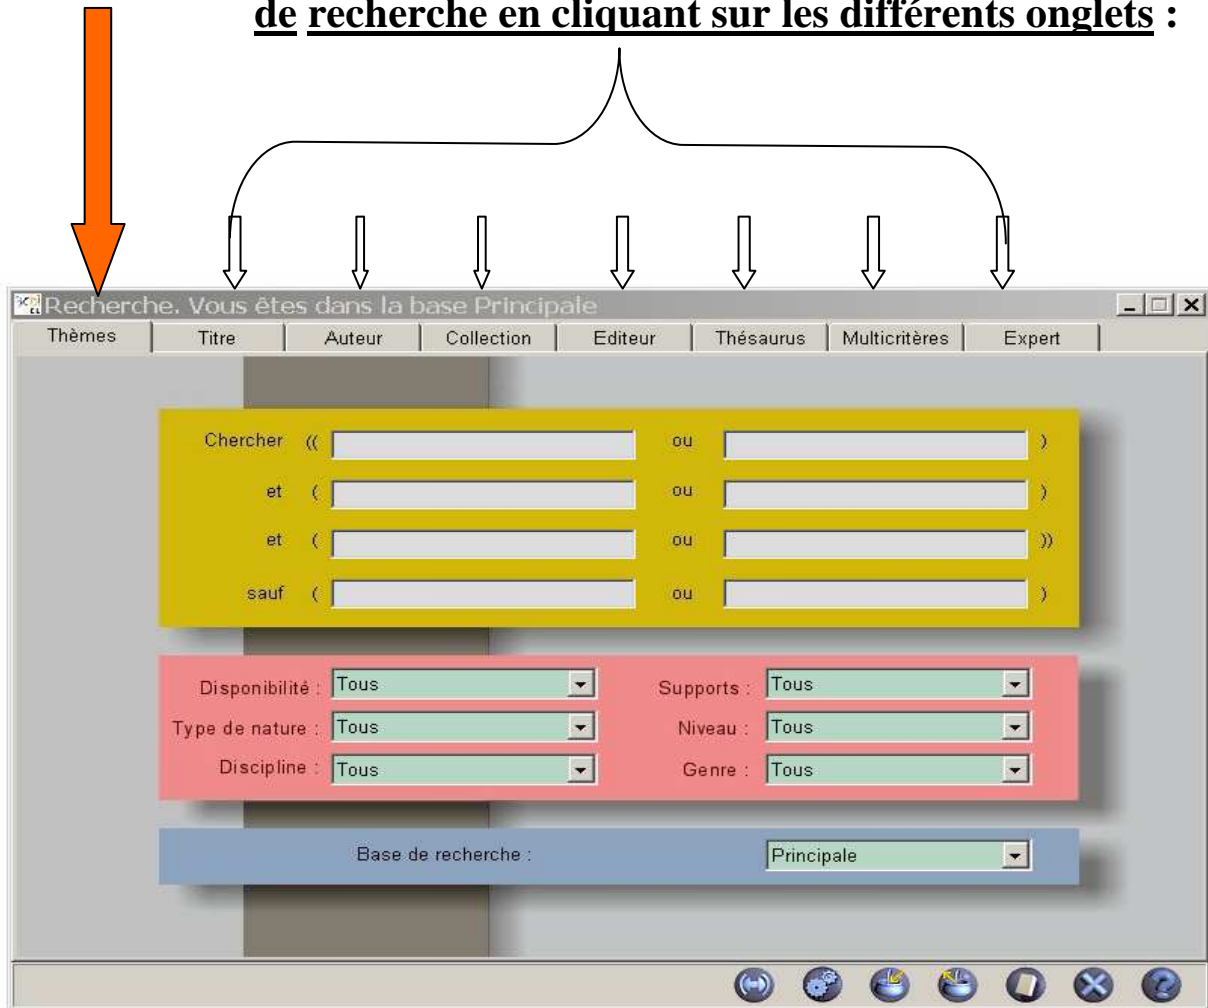 de recherche en cliquant sur les différents onglets :
Recherche. Vous êtes dans la base Principale
Thèmes Titre Auteur Collection Editeur Thésaurus Multicritères Expert
Chercher (( ou )
et ( ou )
et ( ou ))
sauf ( ou )
Disponibilité : Tous Supports : Tous
Type de nature : Tous Niveau : Tous
Discipline : Tous Genre : Tous
Base de recherche : Principale